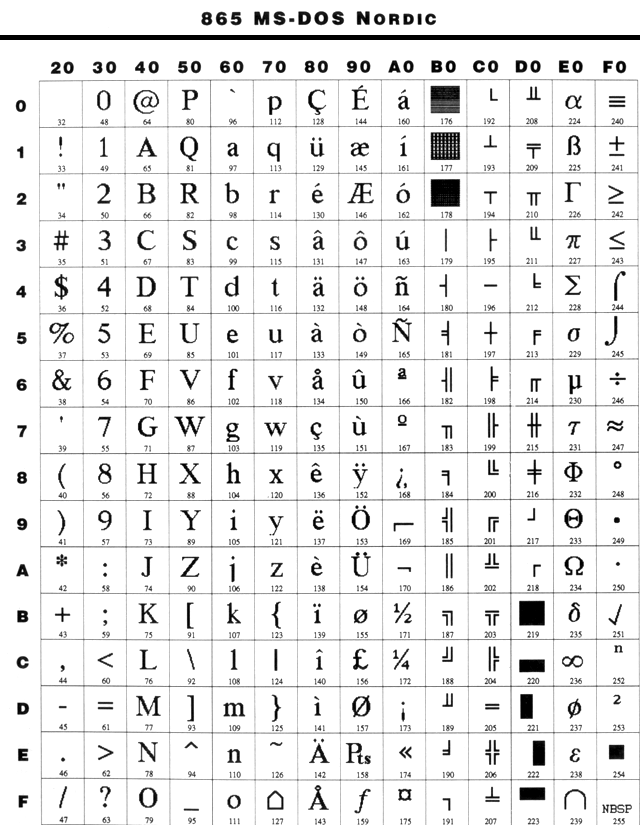 865 MS-DOS NORDIC
20 30 40 50 60 70 80 90 A0 B0 C0 D0 E0 F0
0 0 @ P ` p Ç É á ░ └ ╨ α ≡
32 48 64 80 96 112 128 144 160 176 192 208 224 240
1 ! 1 A Q a q ü æ í ▒ ┴ ╤ ß ±
33 49 65 81 97 113 129 145 161 177 193 209 225 241
2 " 2 B R b r é Æ ó ▓ ┬ ╥ Γ ≥
34 50 66 82 98 114 130 146 162 178 194 210 226 242
3 # 3 C S c s â ô ú │ ├ ╙ π ≤
35 51 67 83 99 115 131 147 163 179 195 211 227 243
4 $ 4 D T d t ä ö ñ ┤ ─ ╘ Σ ⌠
36 52 68 84 100 116 132 148 164 180 196 212 228 244
5 % 5 E U e u à ò Ñ ╡ ┼ ╒ σ ⌡
37 53 69 85 101 117 133 149 165 181 197 213 229 245
6 & 6 F V f v å û ª ╢ ╞ ╓ µ ÷
38 54 70 86 102 118 134 150 166 182 198 214 230 246
7 ' 7 G W g w ç ù º ╖ ╟ ╫ τ ≈
39 55 71 87 103 119 135 151 167 183 199 215 231 247
8 ( 8 H X h x ê ÿ ¿ ╕ ╚ ╪ Φ °
40 56 72 88 104 120 136 152 168 184 200 216 232 248
9 ) 9 I Y i y ë Ö ⌐ ╣ ╔ ┘ Θ •
41 57 73 89 105 121 137 153 169 185 201 217 233 249
A * : J Z j z è Ü ¬ ║ ╩ ┌ Ω ·
42 58 74 90 106 122 138 154 170 186 202 218 234 250
B + ; K [ k { ï ø ½ ╗ ╦ █ δ √
43 59 75 91 107 123 139 155 171 187 203 219 235 251
C , < L \ l | î £ ¼ ╝ ╠ ▄ ∞ ⁿ
44 60 76 92 108 124 140 156 172 188 204 220 236 252
D - = M ] m } ì Ø ¡ ╜ ═ ▌ φ ²
45 61 77 93 109 125 141 157 173 189 205 221 237 253
E . > N ^ n ~ Ä ₧ « ╛ ╬ ▐ ε ■
46 62 78 94 110 126 142 158 174 190 206 222 238 254
F / ? O _ o ⌂ Å ƒ ¤ ┐ ╧ ▀ ∩ NBSP
47 63 79 95 111 127 143 159 175 191 207 223 239 255